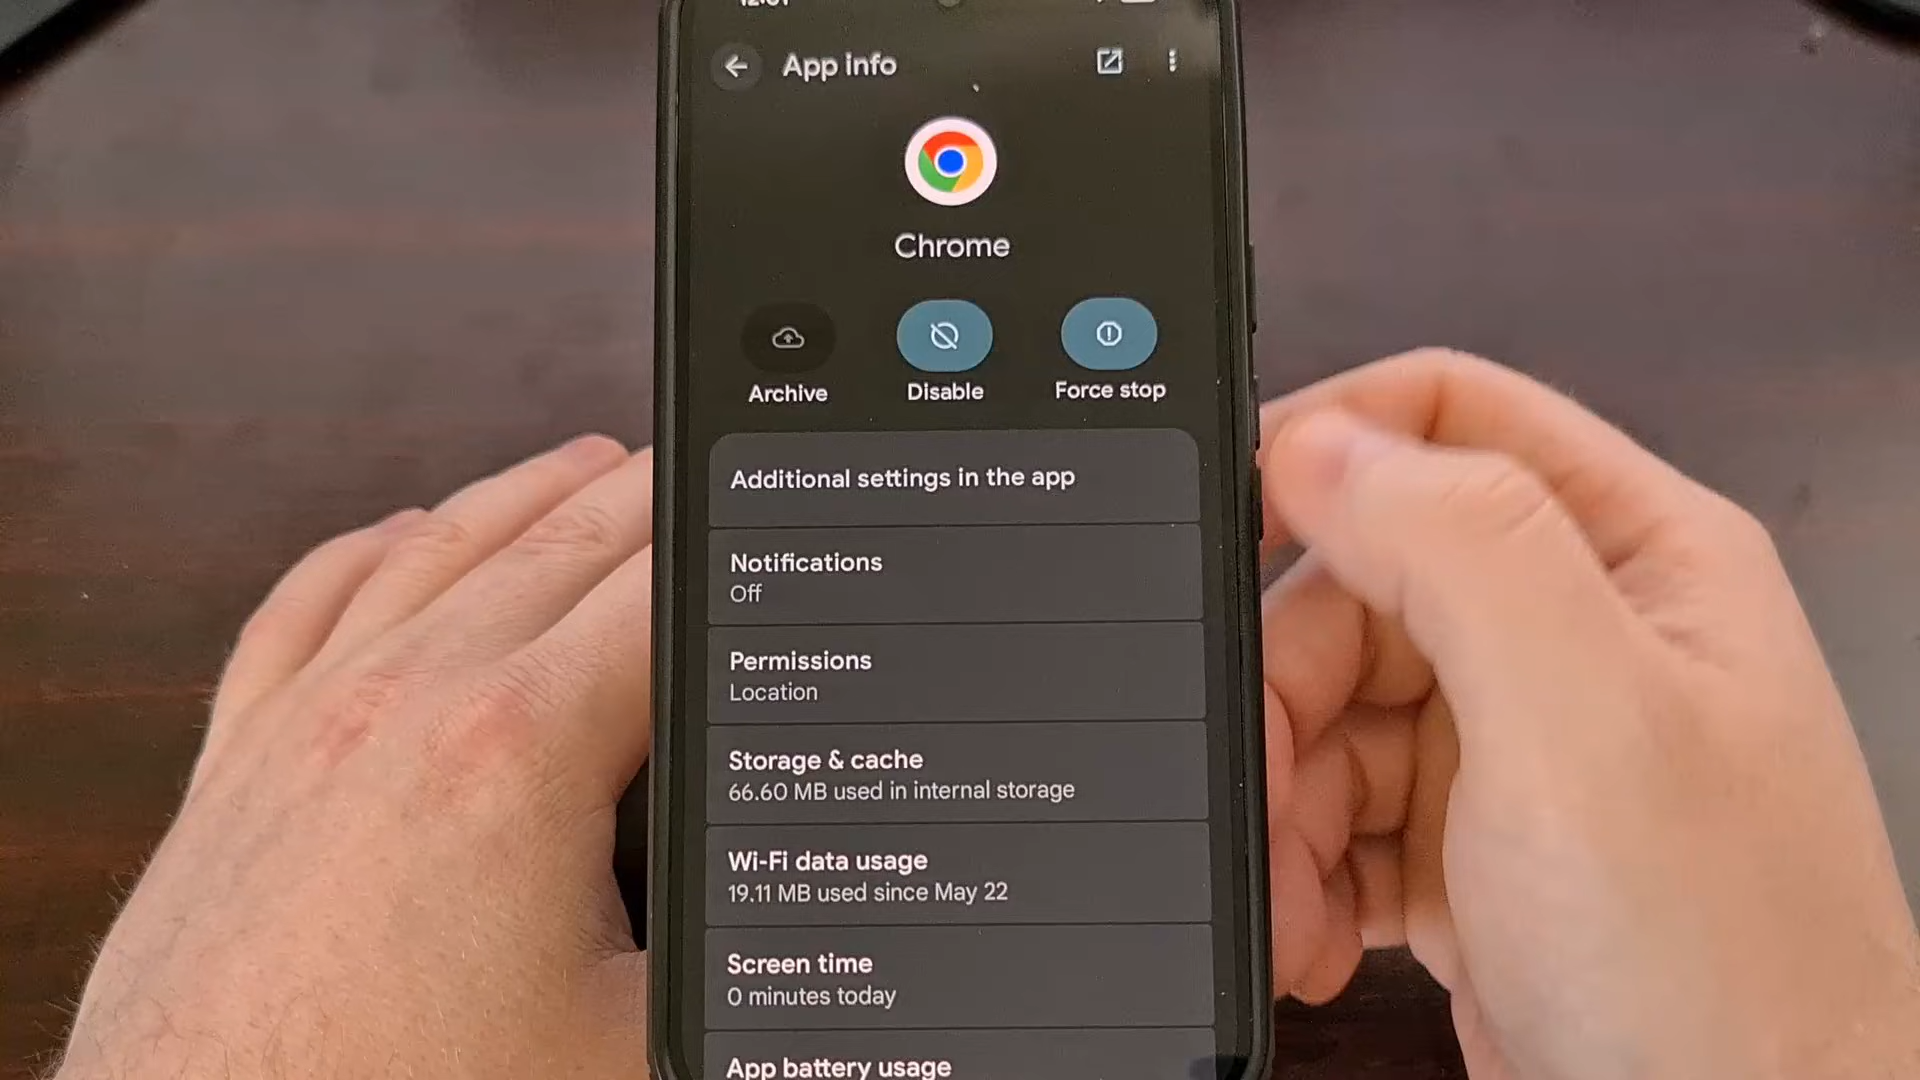 App info
Chrome
Archive
Disable
Force stop
Additional settings in the app
Notifications
Off
Permissions
Location
Storage & cache
66.60 MB used in internal storage
Wi-Fi data usage
19.11 MB used since May 22
Screen time
0 minutes today
App battery usage